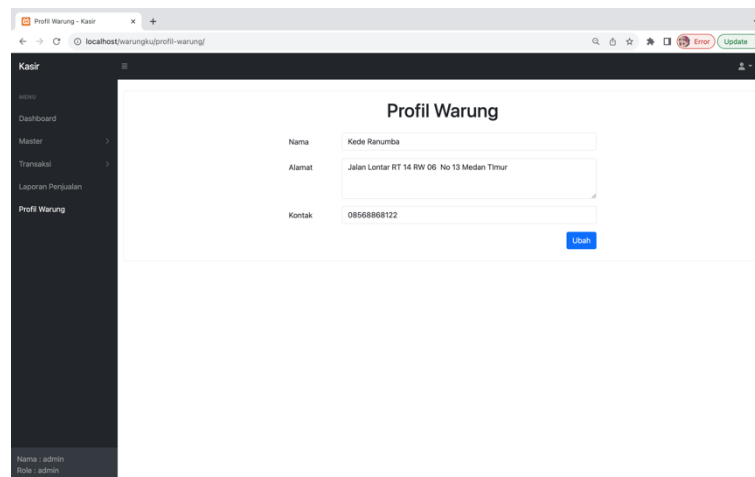 Profil Warung - Kasir
localhost/warungku/profil-warung/
Error
Update
Kasir
MENU
Dashboard
Master
Transaksi
Laporan Penjualan
Profil Warung
Profil Warung
Nama
Kede Ranumba
Alamat
Jalan Lontar RT 14 RW 06 No 13 Medan TImur
Kontak
08568868122
Ubah
Nama : admin
Role : admin